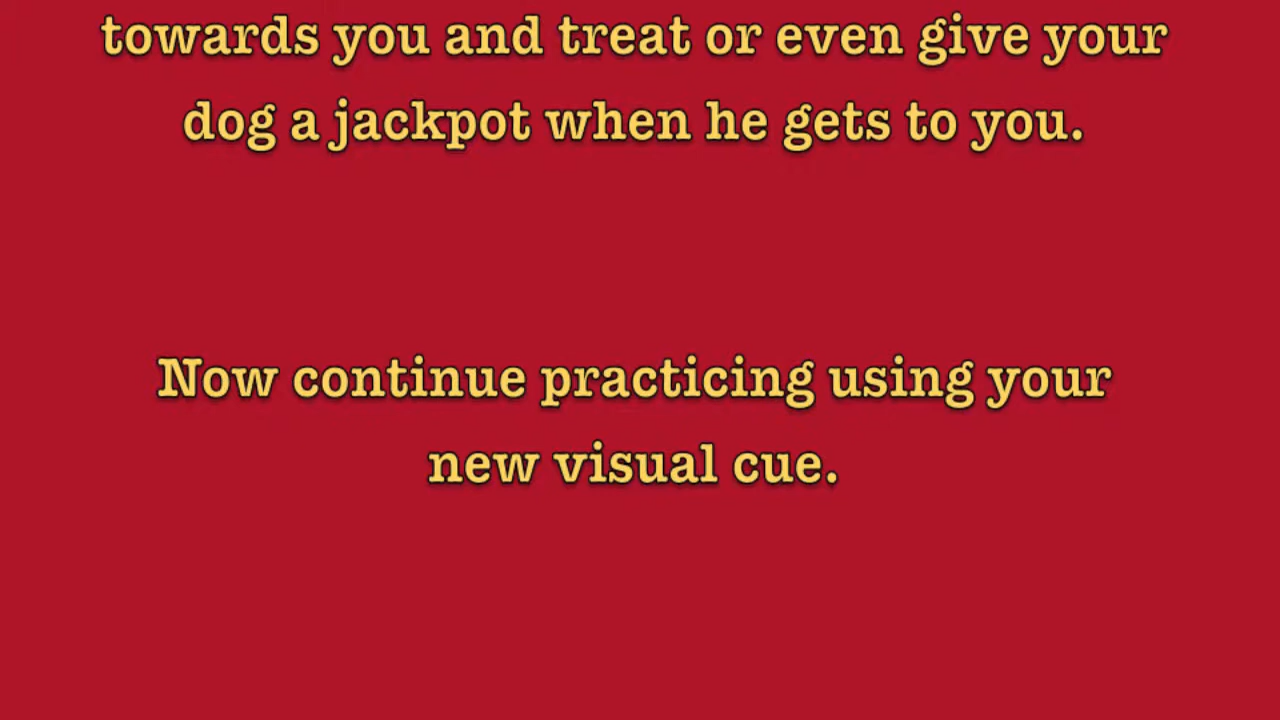 towards you and treat or even give your
dog a jackpot when he gets to you.
Now continue practicing using your
new visual cue.